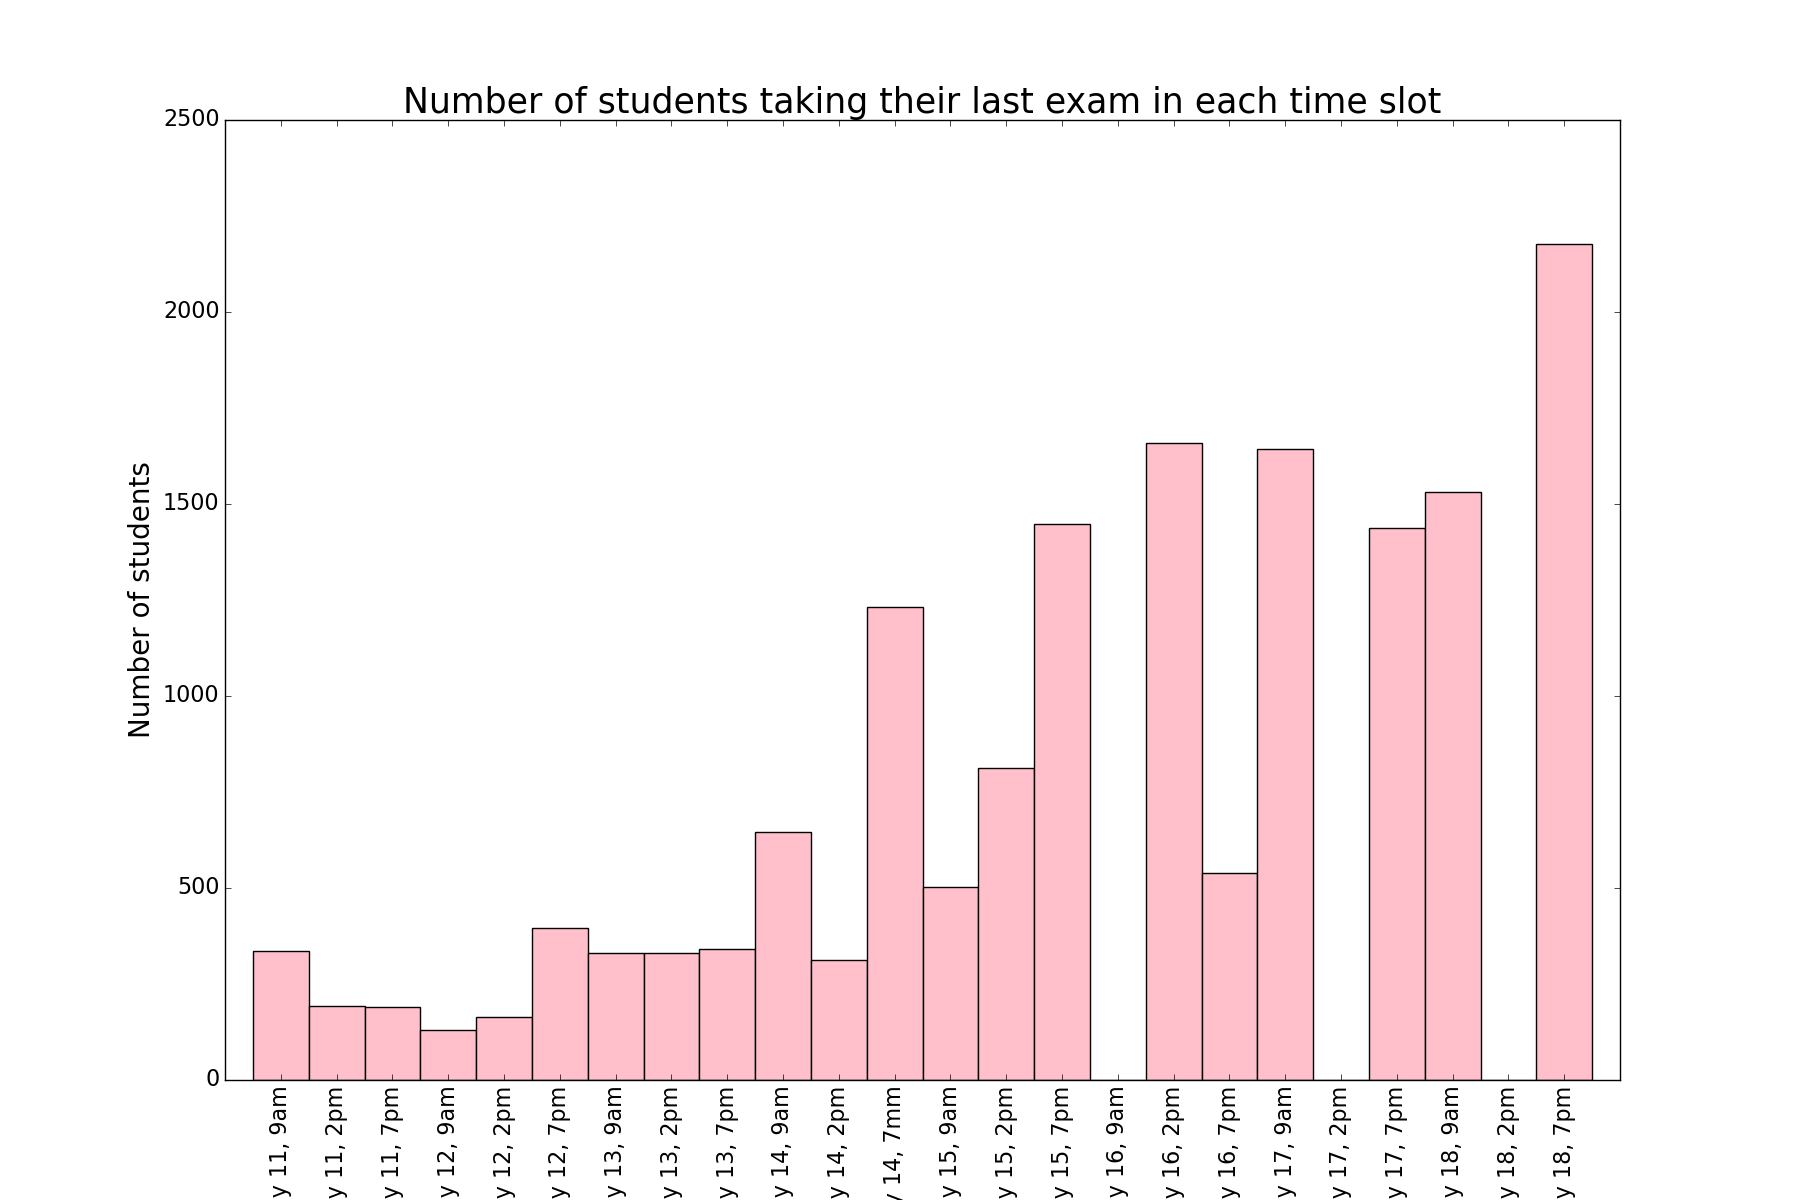 Number of students taking their last exam in each time slot
Number of students
2500
2000
1500
1000
500
0
y 11, 9am
y 11, 2pm
y 11, 7pm
y 12, 9am
y 12, 2pm
y 12, 7pm
y 13, 9am
y 13, 2pm
y 13, 7pm
y 14, 9am
y 14, 2pm
y 14, 7mm
y 15, 9am
y 15, 2pm
y 15, 7pm
y 16, 9am
y 16, 2pm
y 16, 7pm
y 17, 9am
y 17, 2pm
y 17, 7pm
y 18, 9am
y 18, 2pm
y 18, 7pm